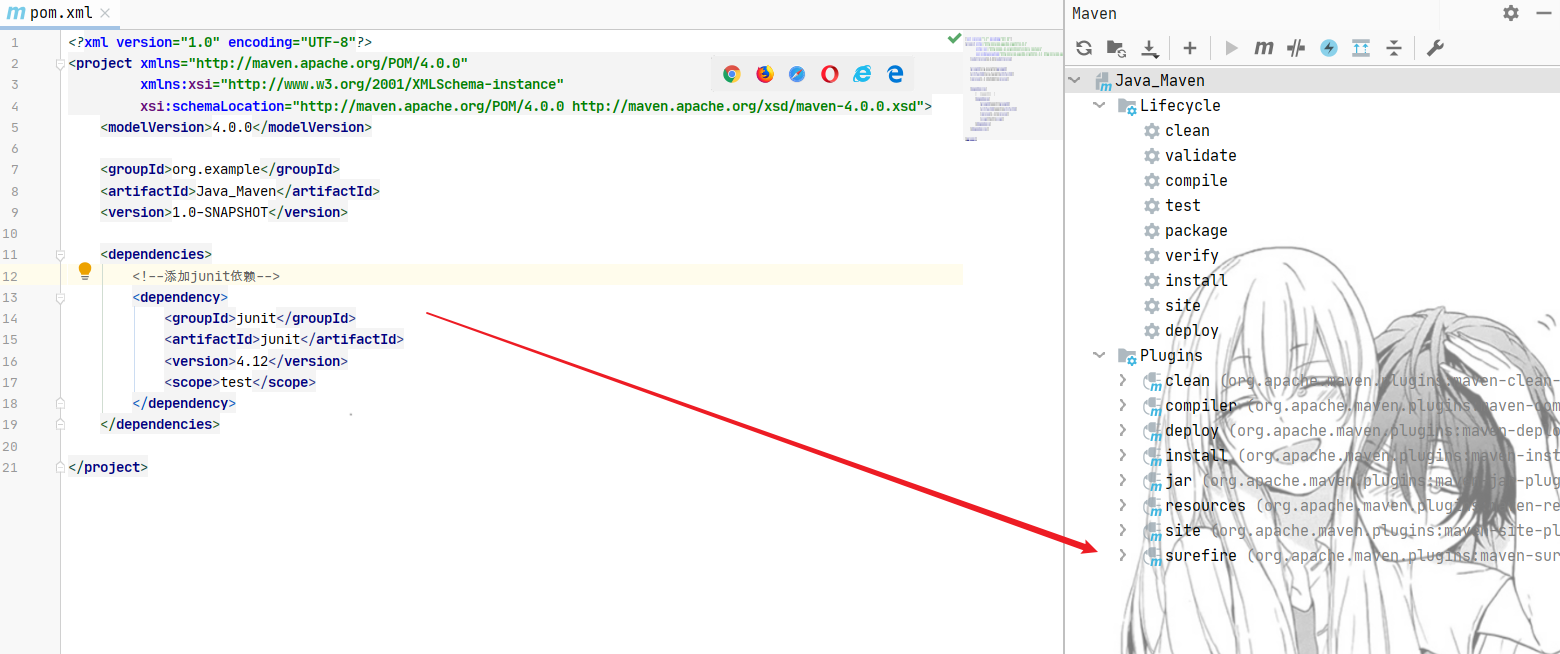 pom.xml
1 <?xml version="1.0" encoding="UTF-8"?>
2 <project xmlns="http://maven.apache.org/POM/4.0.0"
3 xmlns:xsi="http://www.w3.org/2001/XMLSchema-instance"
4 xsi:schemaLocation="http://maven.apache.org/POM/4.0.0 http://maven.apache.org/xsd/maven-4.0.0.xsd">
5 <modelVersion>4.0.0</modelVersion>
6
7 <groupId>org.example</groupId>
8 <artifactId>Java_Maven</artifactId>
9 <version>1.0-SNAPSHOT</version>
10
11 <dependencies>
12 <!--添加junit依赖-->
13 <dependency>
14 <groupId>junit</groupId>
15 <artifactId>junit</artifactId>
16 <version>4.12</version>
17 <scope>test</scope>
18 </dependency>
19 </dependencies>
20
21 </project>
Maven
Java_Maven
Lifecycle
clean
validate
compile
test
package
verify
install
site
deploy
Plugins
clean (org.apache.maven.plugins:maven-clean-
compiler (org.apache.maven.plugins:maven-com
deploy (org.apache.maven.plugins:maven-deplo
install (org.apache.maven.plugins:maven-inst
jar (org.apache.maven.plugins:maven-jar-plug
resources (org.apache.maven.plugins:maven-re
site (org.apache.maven.plugins:maven-site-pl
surefire (org.apache.maven.plugins:maven-sur